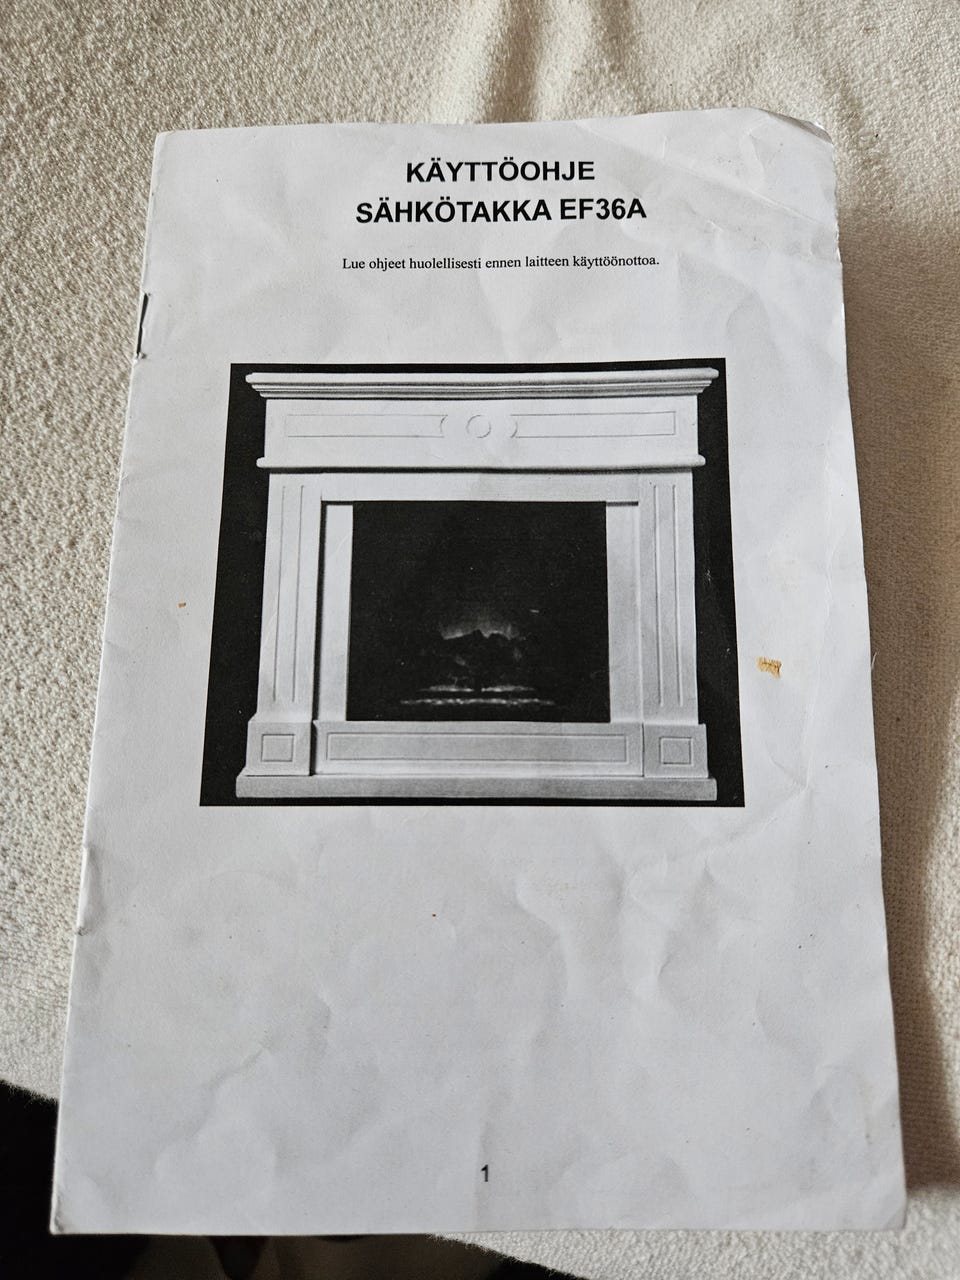 KÄYTTÖOHJE
SÄHKÖTAKKA EF36A
Lue ohjeet huolellisesti ennen laitteen käyttöönottoa.
1